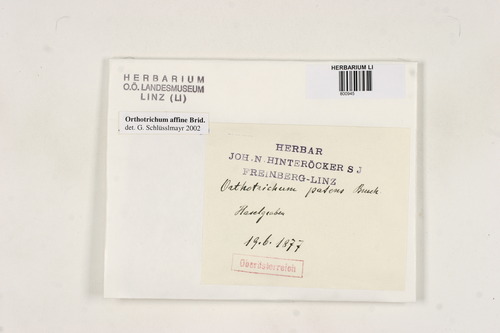 HERBARIUM LI
600945
HERBARIUM
O.Ö. LANDESMUSEUM
LINZ (LI)
Orthotrichum affine Brid.
det. G. Schlüsslmayr 2002
HERBAR
JOH. N. HINTERÖCKER S J
FREINBERG-LINZ
Orthotrichum patens Bruch
Haselgraben
19. 6. 1877
Oberösterreich